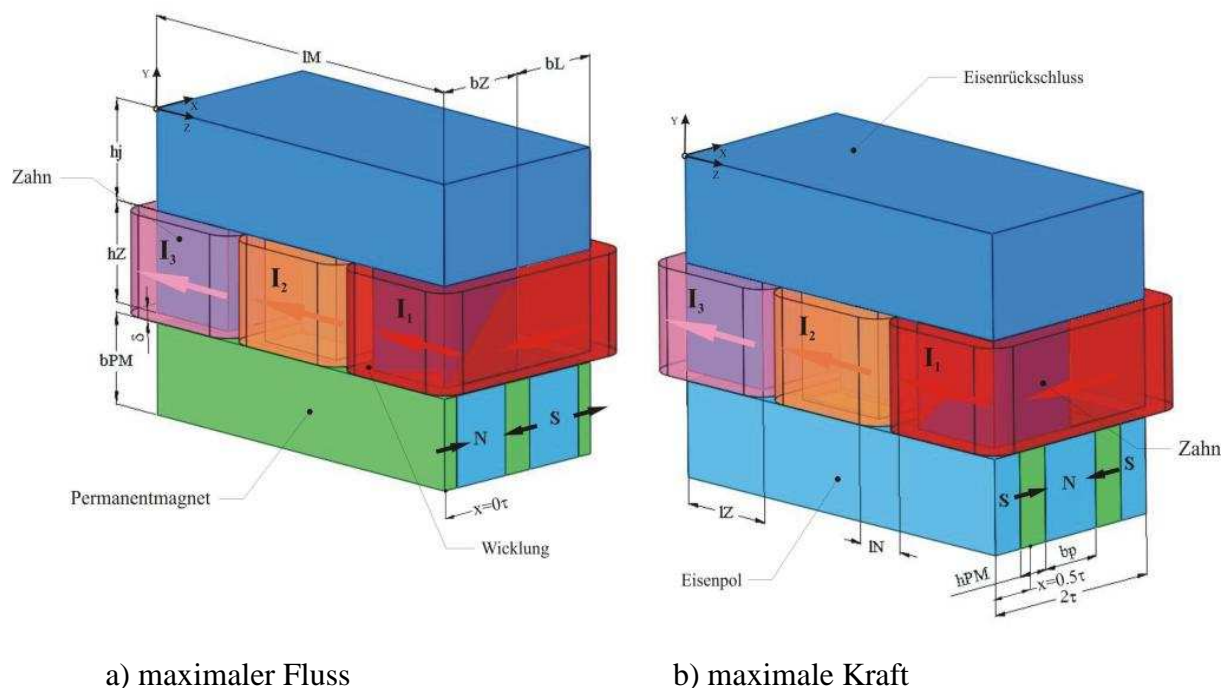 lM
bZ
bL
Y
X
Z
hj
Zahn
hZ
δ
bPM
I₃
I₂
I₁
N
S
x=0τ
Permanentmagnet
Wicklung
Eisenrückschluss
Y
X
Z
I₃
I₂
I₁
Zahn
S
N
S
lZ
lN
bp
hPM
x=0.5τ
2τ
Eisenpol
a) maximaler Fluss
b) maximale Kraft